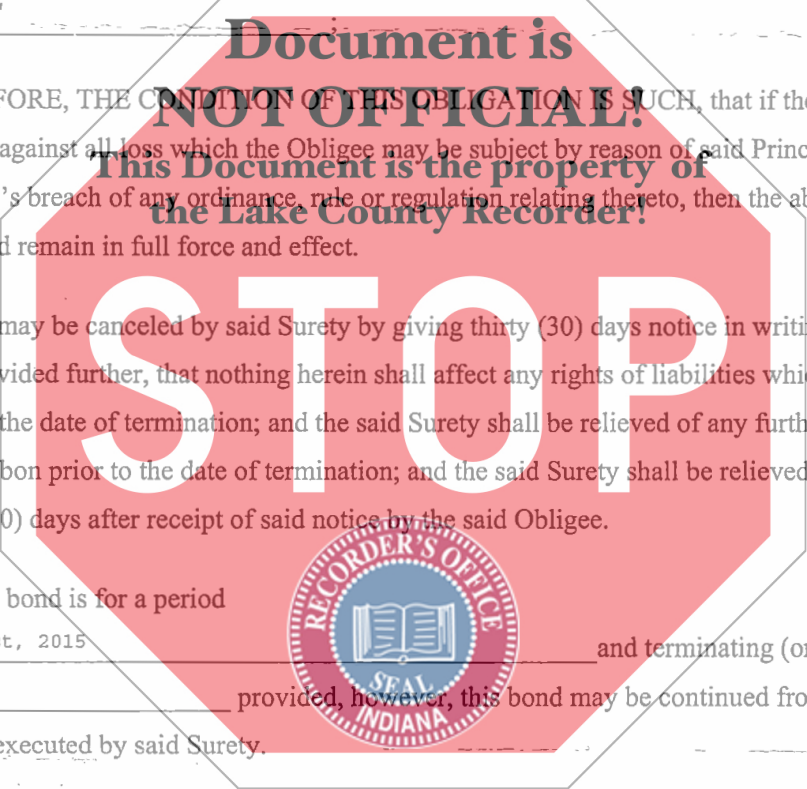 Document is
NOT OFFICIAL!
This Document is the property of
the Lake County Recorder!
STOP
FORE, THE CONDITION OF THIS OBLIGATION IS SUCH, that if the
against all loss which the Obligee may be subject by reason of said Princ
's breach of any ordinance, rule or regulation relating thereto, then the ab
d remain in full force and effect.
may be canceled by said Surety by giving thirty (30) days notice in writi
vided further, that nothing herein shall affect any rights of liabilities whic
the date of termination; and the said Surety shall be relieved of any furth
bon prior to the date of termination; and the said Surety shall be relieved
0) days after receipt of said notice by the said Obligee.
bond is for a period
t, 2015
and terminating (or
provided, however, this bond may be continued fro
executed by said Surety.
RECORDER'S OFFICE
SEAL
INDIANA